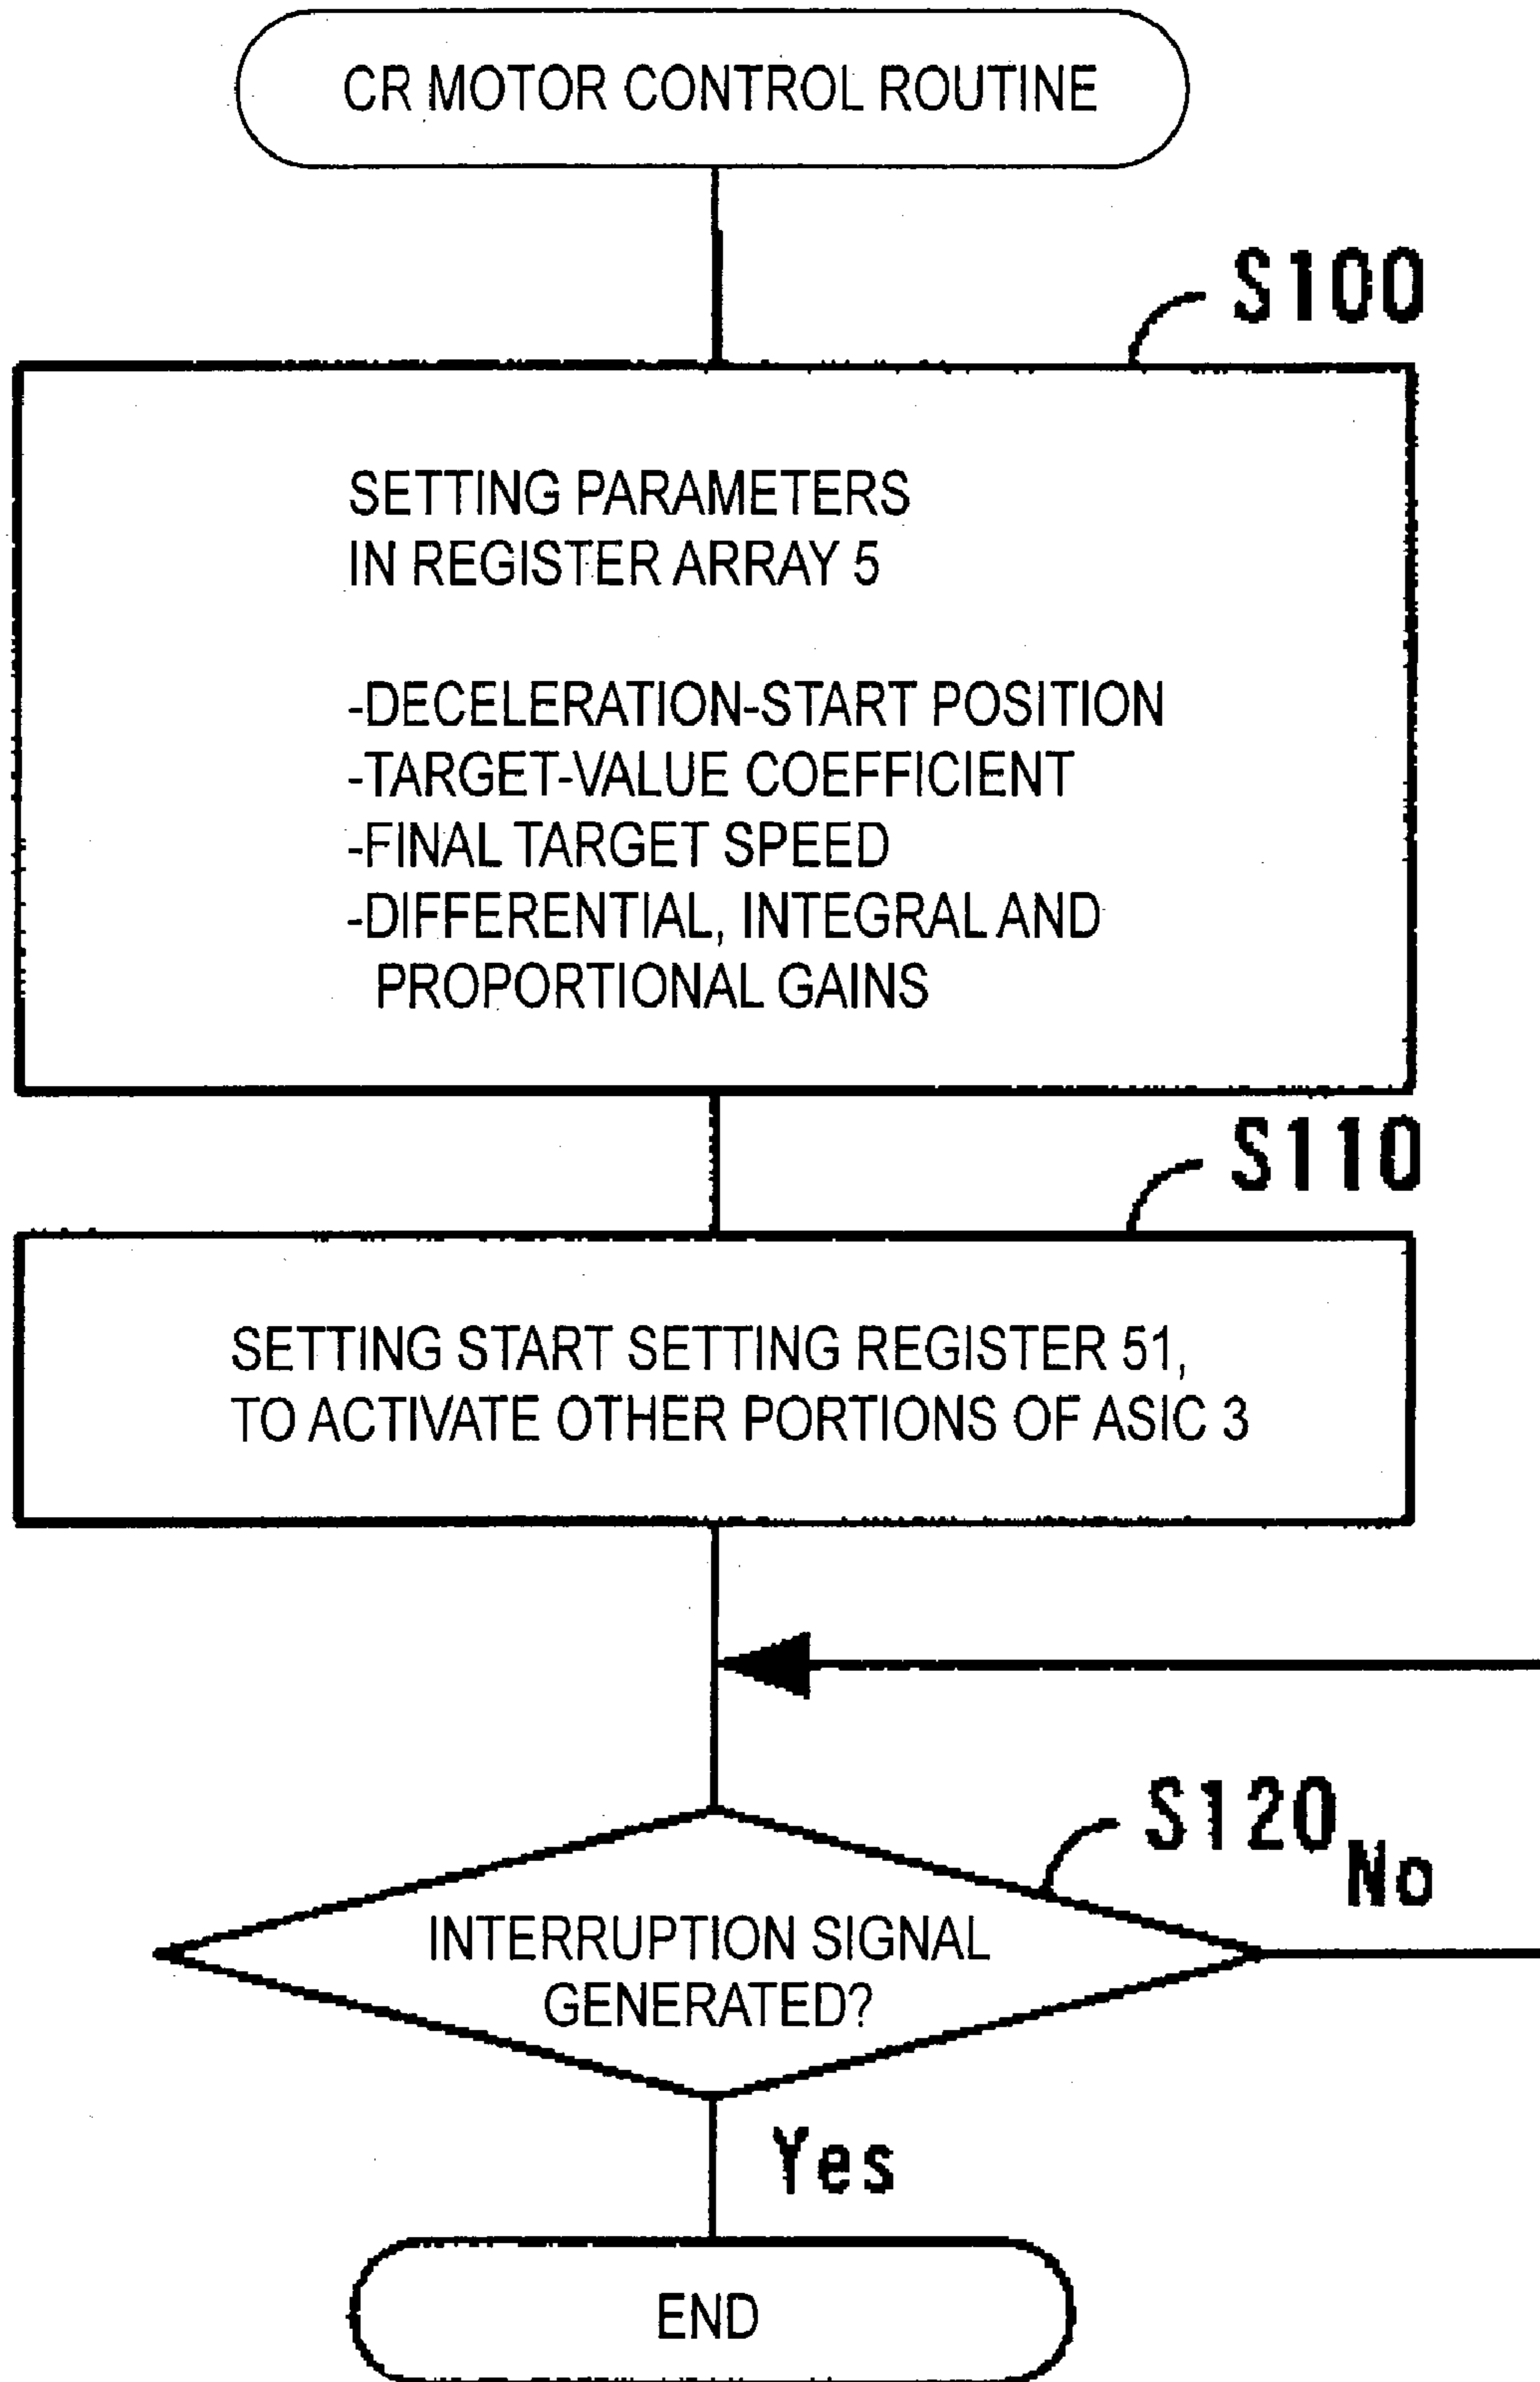 CR MOTOR CONTROL ROUTINE
S100
SETTING PARAMETERS
IN REGISTER ARRAY 5
-DECELERATION-START POSITION
-TARGET-VALUE COEFFICIENT
-FINAL TARGET SPEED
-DIFFERENTIAL, INTEGRAL AND
PROPORTIONAL GAINS
S110
SETTING START SETTING REGISTER 51,
TO ACTIVATE OTHER PORTIONS OF ASIC 3
S120
No
INTERRUPTION SIGNAL
GENERATED?
Yes
END